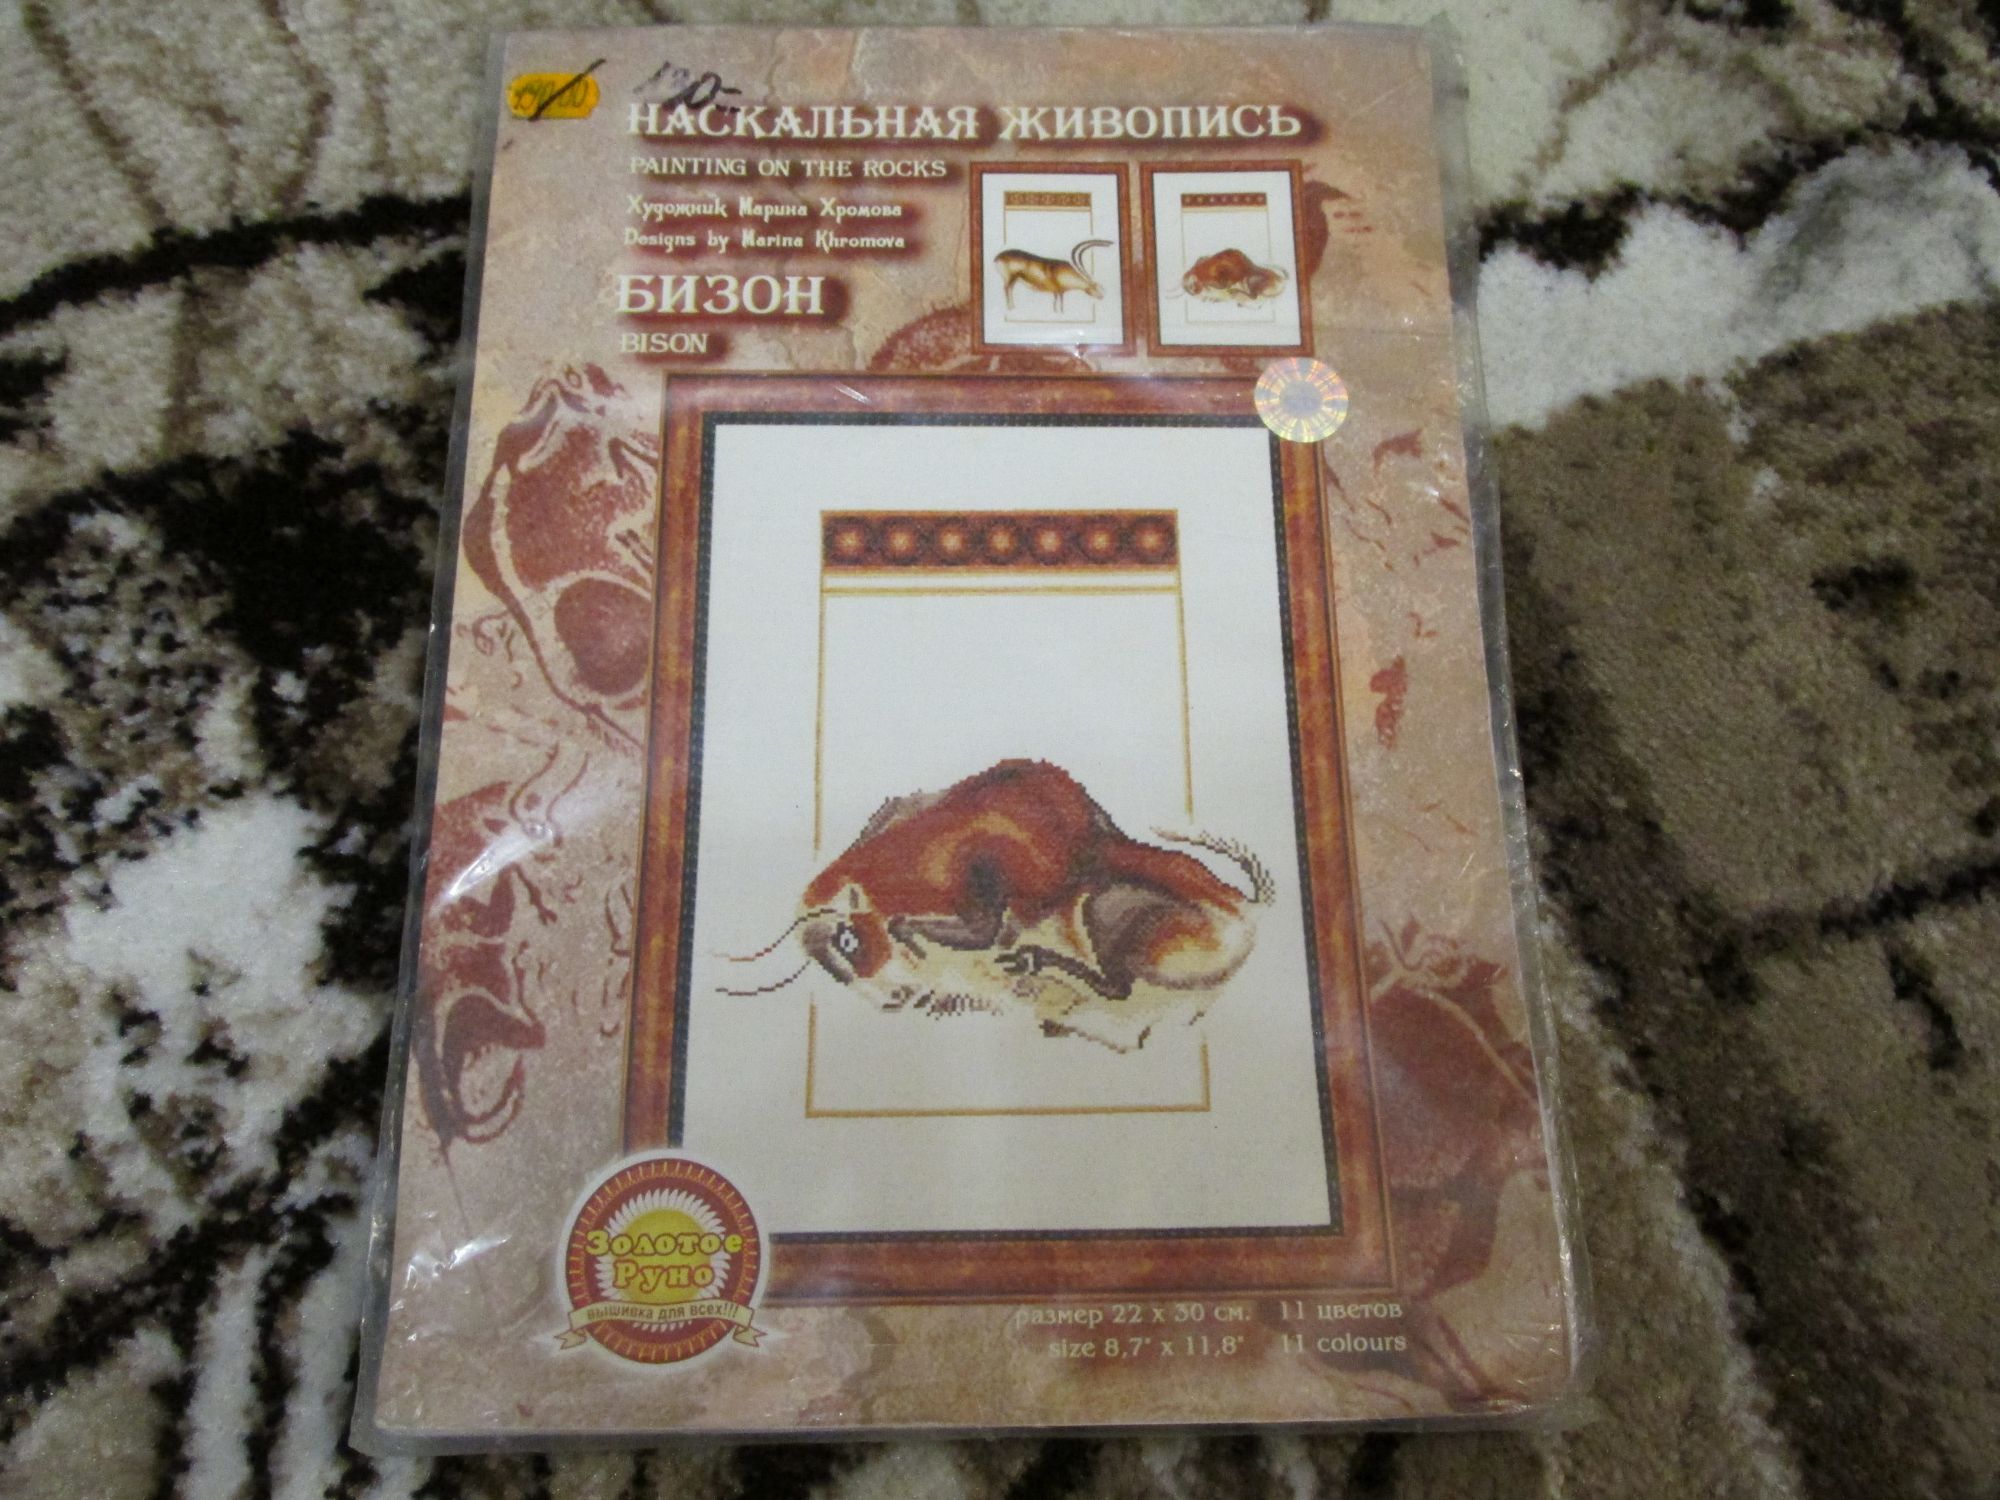 130-
НАСКАЛЬНАЯ ЖИВОПИСЬ
PAINTING ON THE ROCKS
Художник Марина Хромова
Designs by Marina Khromova
БИЗОН
BISON
Золотое
Руно
вышивка для всех!!!
размер 22 x 30 см. 11 цветов
size 8,7" x 11,8" 11 colours